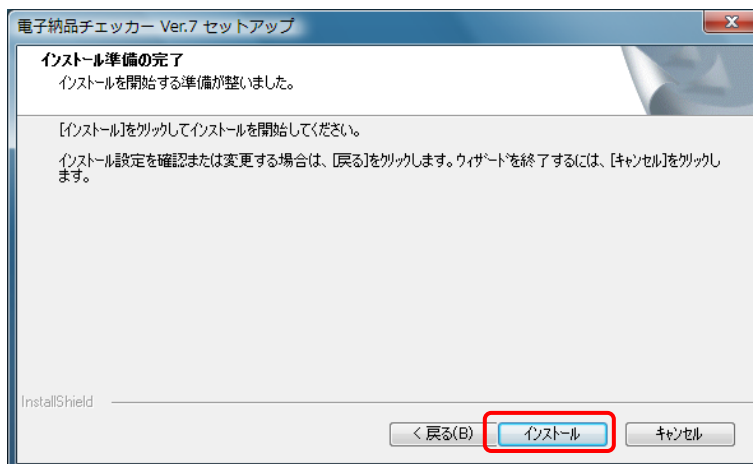 電子納品チェッカー Ver.7 セットアップ
インストール準備の完了
インストールを開始する準備が整いました。
[インストール]をクリックしてインストールを開始してください。
インストール設定を確認または変更する場合は、[戻る]をクリックします。ウィザードを終了するには、[キャンセル]をクリックし
ます。
InstallShield
< 戻る(B)
インストール
キャンセル